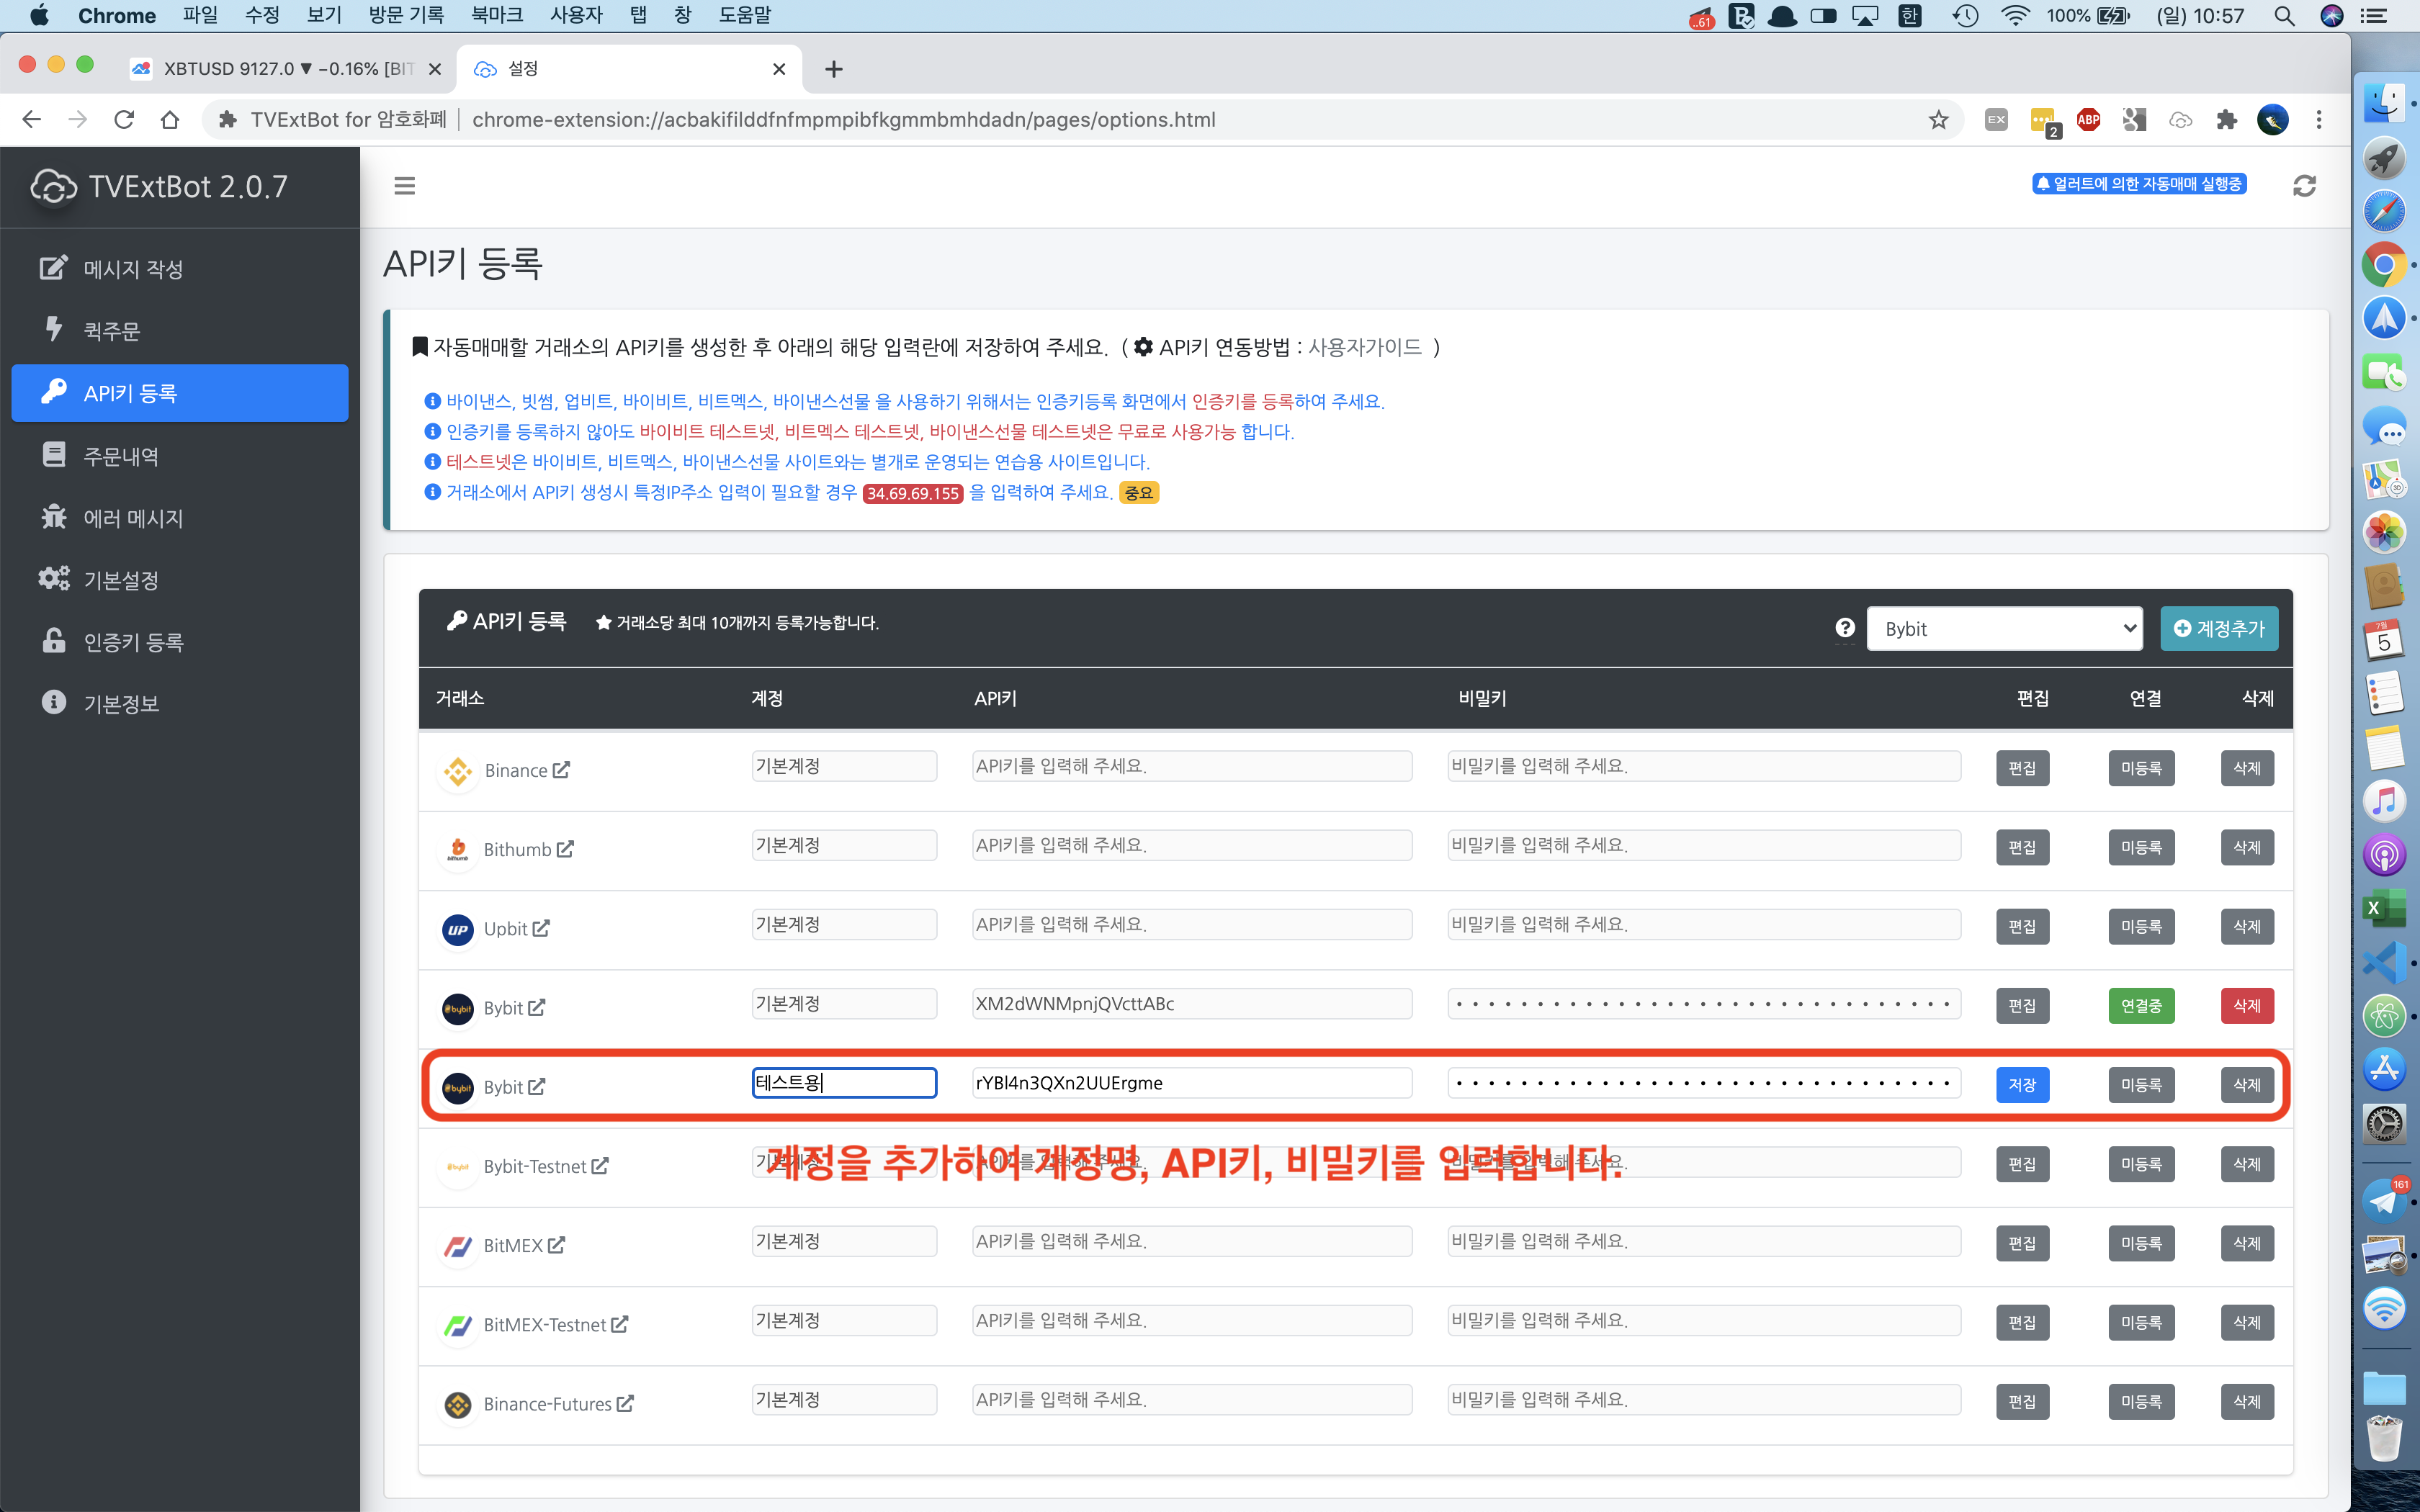 Chrome 파일 수정 보기 방문 기록 북마크 사용자 탭 창 도움말 ..61 한 100% (일) 10:57
XBTUSD 9127.0 ▼ −0.16% [BIT 설정
TVExtBot for 암호화폐 chrome-extension://acbakifilddfnfmpmpibfkgmmbmhdadn/pages/options.html EX 2 ABP
TVExtBot 2.0.7
얼러트에 의한 자동매매 실행중
메시지 작성
퀵주문
API키 등록
주문내역
에러 메시지
기본설정
인증키 등록
기본정보
API키 등록
자동매매할 거래소의 API키를 생성한 후 아래의 해당 입력란에 저장하여 주세요. ( API키 연동방법 : 사용자가이드 )
바이낸스, 빗썸, 업비트, 바이비트, 비트멕스, 바이낸스선물 을 사용하기 위해서는 인증키등록 화면에서 인증키를 등록하여 주세요.
인증키를 등록하지 않아도 바이비트 테스트넷, 비트멕스 테스트넷, 바이낸스선물 테스트넷은 무료로 사용가능 합니다.
테스트넷은 바이비트, 비트멕스, 바이낸스선물 사이트와는 별개로 운영되는 연습용 사이트입니다.
거래소에서 API키 생성시 특정IP주소 입력이 필요할 경우 34.69.69.155 을 입력하여 주세요. 중요
API키 등록 ★ 거래소당 최대 10개까지 등록가능합니다. Bybit 계정추가
거래소 계정 API키 비밀키 편집 연결 삭제
Binance 기본계정 API키를 입력해 주세요. 비밀키를 입력해 주세요. 편집 미등록 삭제
bithumb Bithumb 기본계정 API키를 입력해 주세요. 비밀키를 입력해 주세요. 편집 미등록 삭제
UP Upbit 기본계정 API키를 입력해 주세요. 비밀키를 입력해 주세요. 편집 미등록 삭제
bybit Bybit 기본계정 XM2dWNMpnjQVcttABc 편집 연결중 삭제
bybit Bybit 테스트용 rYBl4n3QXn2UUErgme 저장 미등록 삭제
bybit Bybit-Testnet 편집 미등록 삭제
계정을 추가하여 계정명, API키, 비밀키를 입력합니다.
BitMEX 기본계정 API키를 입력해 주세요. 비밀키를 입력해 주세요. 편집 미등록 삭제
BitMEX-Testnet 기본계정 API키를 입력해 주세요. 비밀키를 입력해 주세요. 편집 미등록 삭제
Binance-Futures 기본계정 API키를 입력해 주세요. 비밀키를 입력해 주세요. 편집 미등록 삭제
7월
5
161